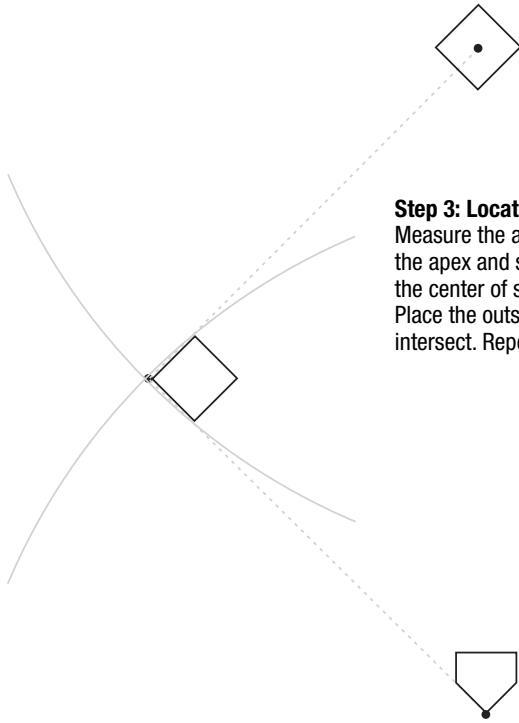 Step 3: Locat
Measure the a
the apex and s
the center of s
Place the outs
intersect. Repe